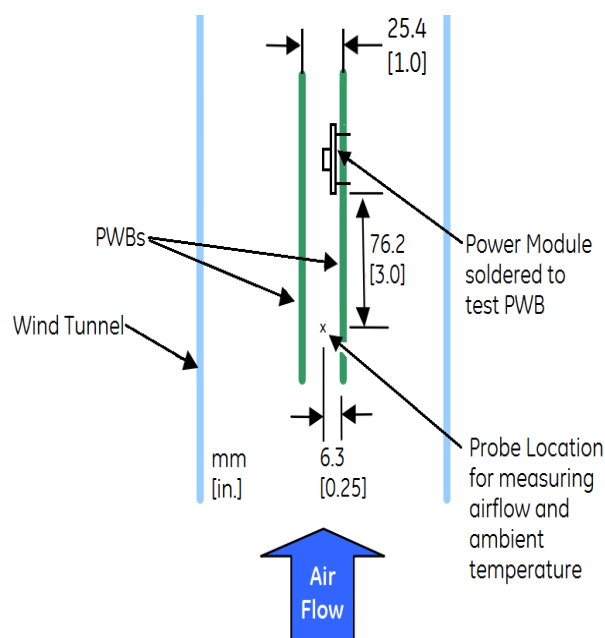 25.4
[1.0]
PWBs
76.2
[3.0]
Power Module
soldered to
test PWB
Wind Tunnel
x
mm
[in.]
6.3
[0.25]
Probe Location
for measuring
airflow and
ambient
temperature
Air
Flow